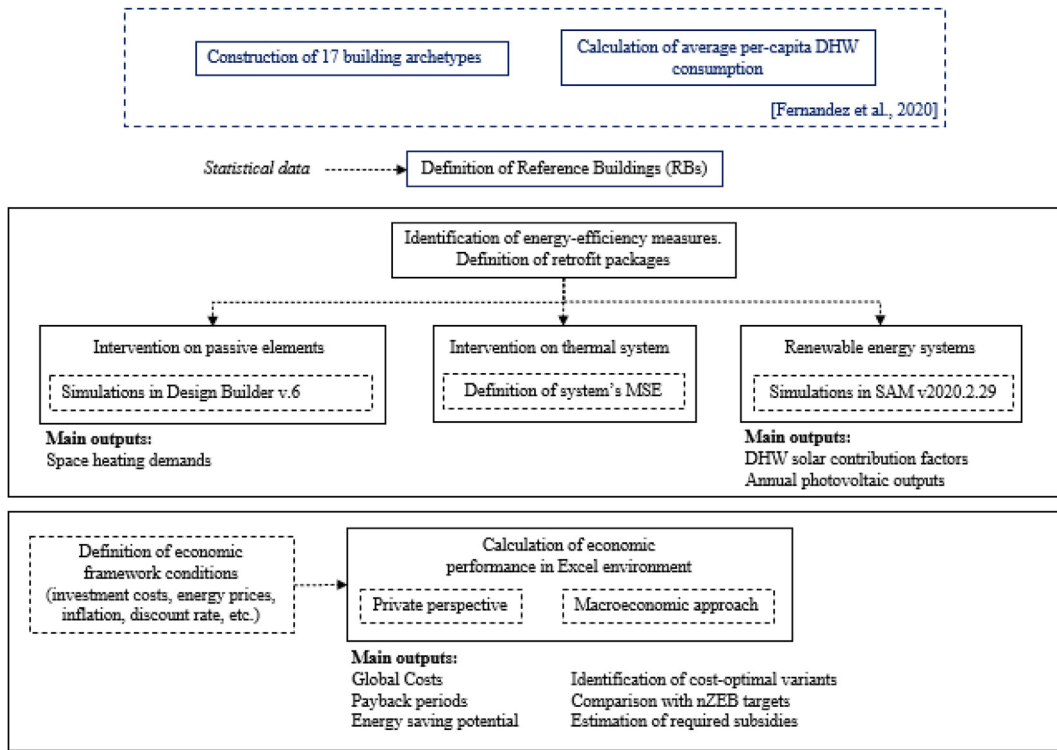 Construction of 17 building archetypes
Calculation of average per-capita DHW
consumption
[Fernandez et al., 2020]
Statistical data
Definition of Reference Buildings (RBs)
Identification of energy-efficiency measures.
Definition of retrofit packages
Intervention on passive elements
Simulations in Design Builder v.6
Main outputs:
Space heating demands
Intervention on thermal system
Definition of system's MSE
Renewable energy systems
Simulations in SAM v2020.2.29
Main outputs:
DHW solar contribution factors
Annual photovoltaic outputs
Definition of economic
framework conditions
(investment costs, energy prices,
inflation, discount rate, etc.)
Calculation of economic
performance in Excel environment
Private perspective
Macroeconomic approach
Main outputs:
Global Costs
Payback periods
Energy saving potential
Identification of cost-optimal variants
Comparison with nZEB targets
Estimation of required subsidies